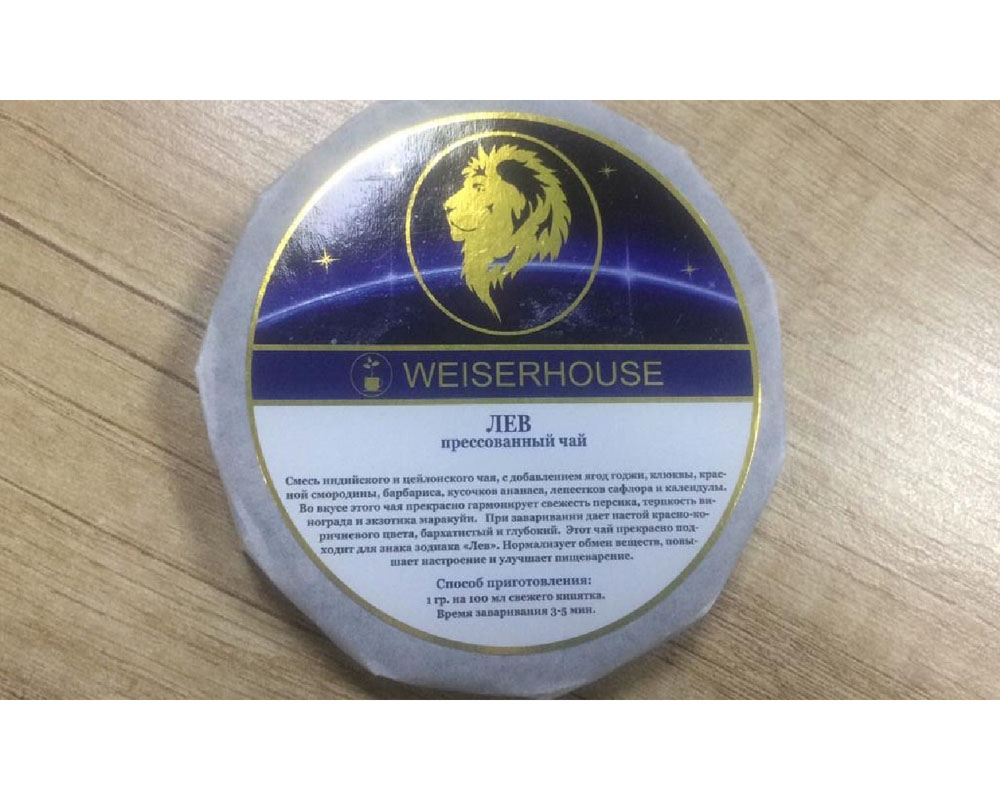 WEISERHOUSE
ЛЕВ
прессованный чай
Смесь индийского и цейлонского чая, с добавлением ягод годжи, клюквы, крас-
ной смородины, барбариса, кусочков ананаса, лепестков сафлора и календулы.
Во вкусе этого чая прекрасно гармонирует свежесть персика, терпкость ви-
нограда и экзотика маракуйи. При заваривании дает настой красно-ко-
ричневого цвета, бархатистый и глубокий. Этот чай прекрасно под-
ходит для знака зодиака «Лев». Нормализует обмен веществ, повы-
шает настроение и улучшает пищеварение.
Способ приготовления:
1 гр. на 100 мл свежего кипятка.
Время заваривания 3-5 мин.